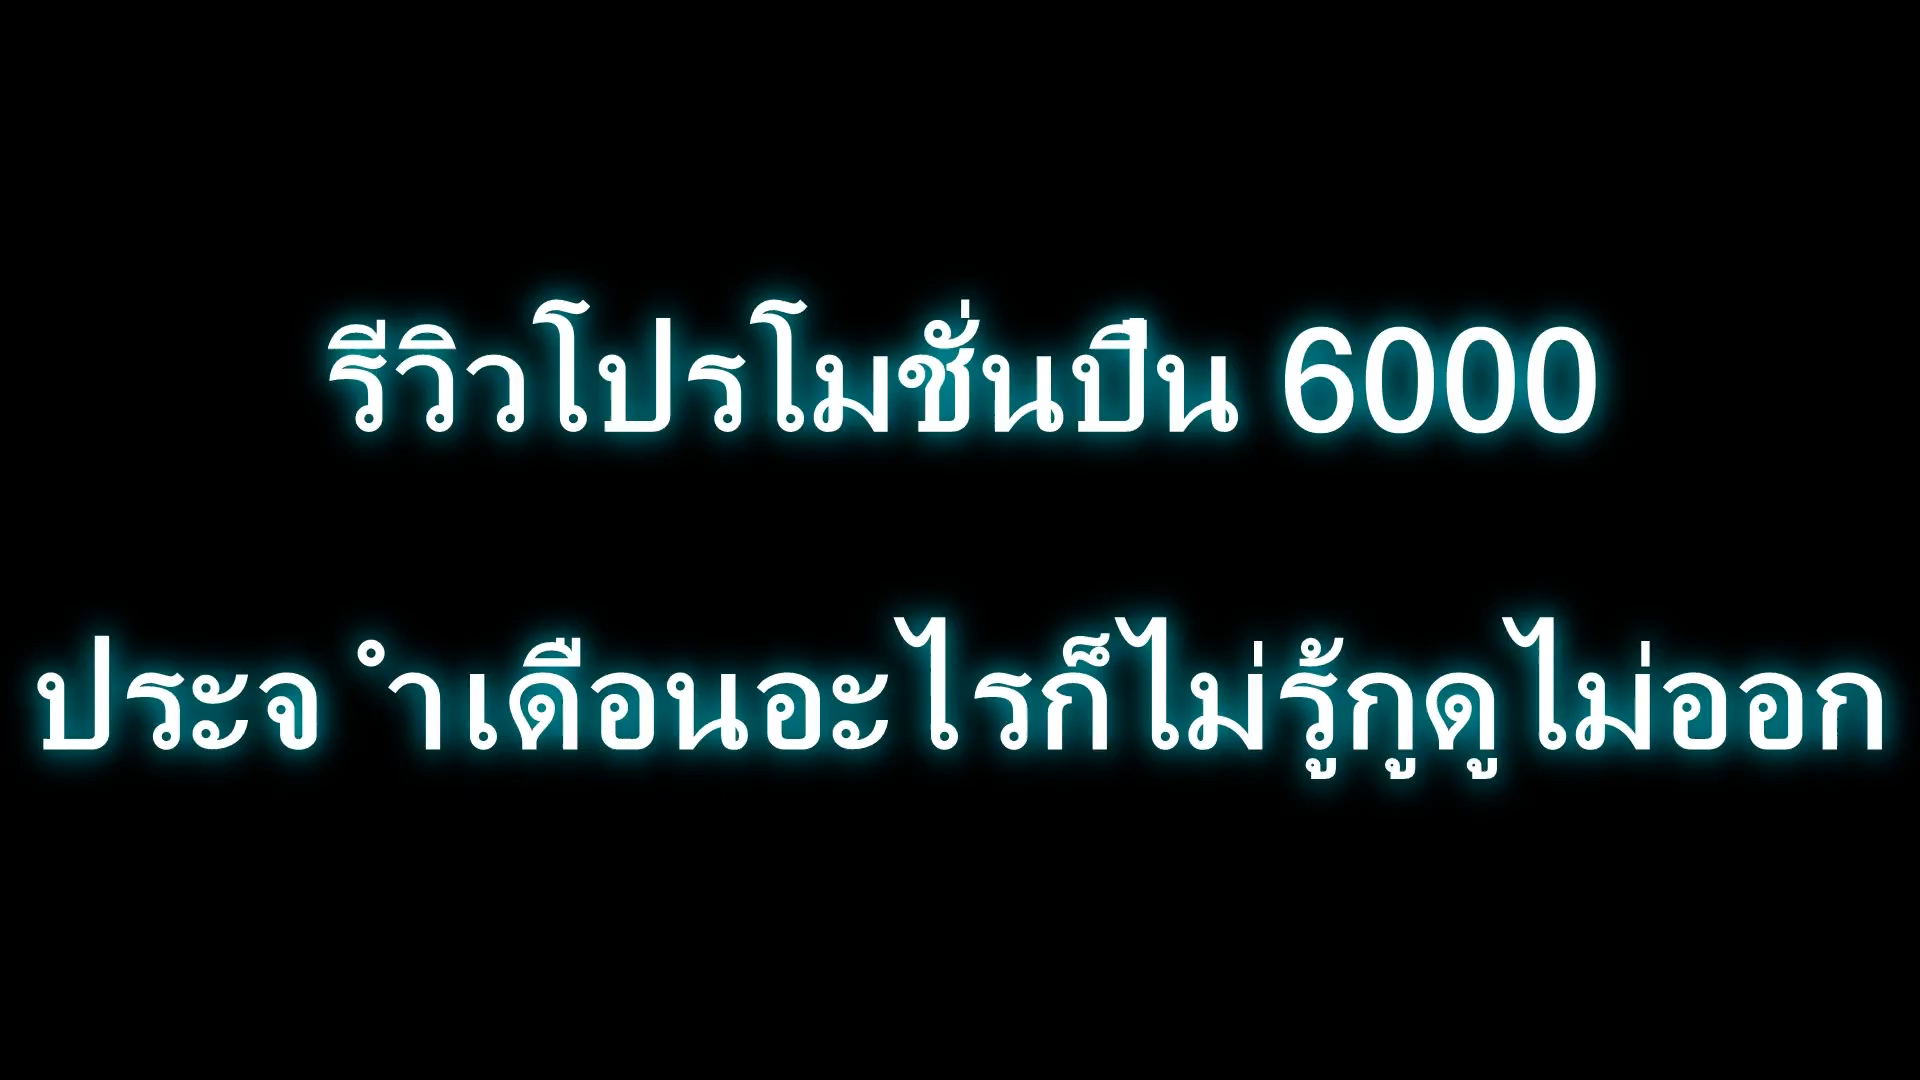 รีวิวโปรโมชั่นปืน 6000
ประจ ำเดือนอะไรก็ไม่รู้กูดูไม่ออก